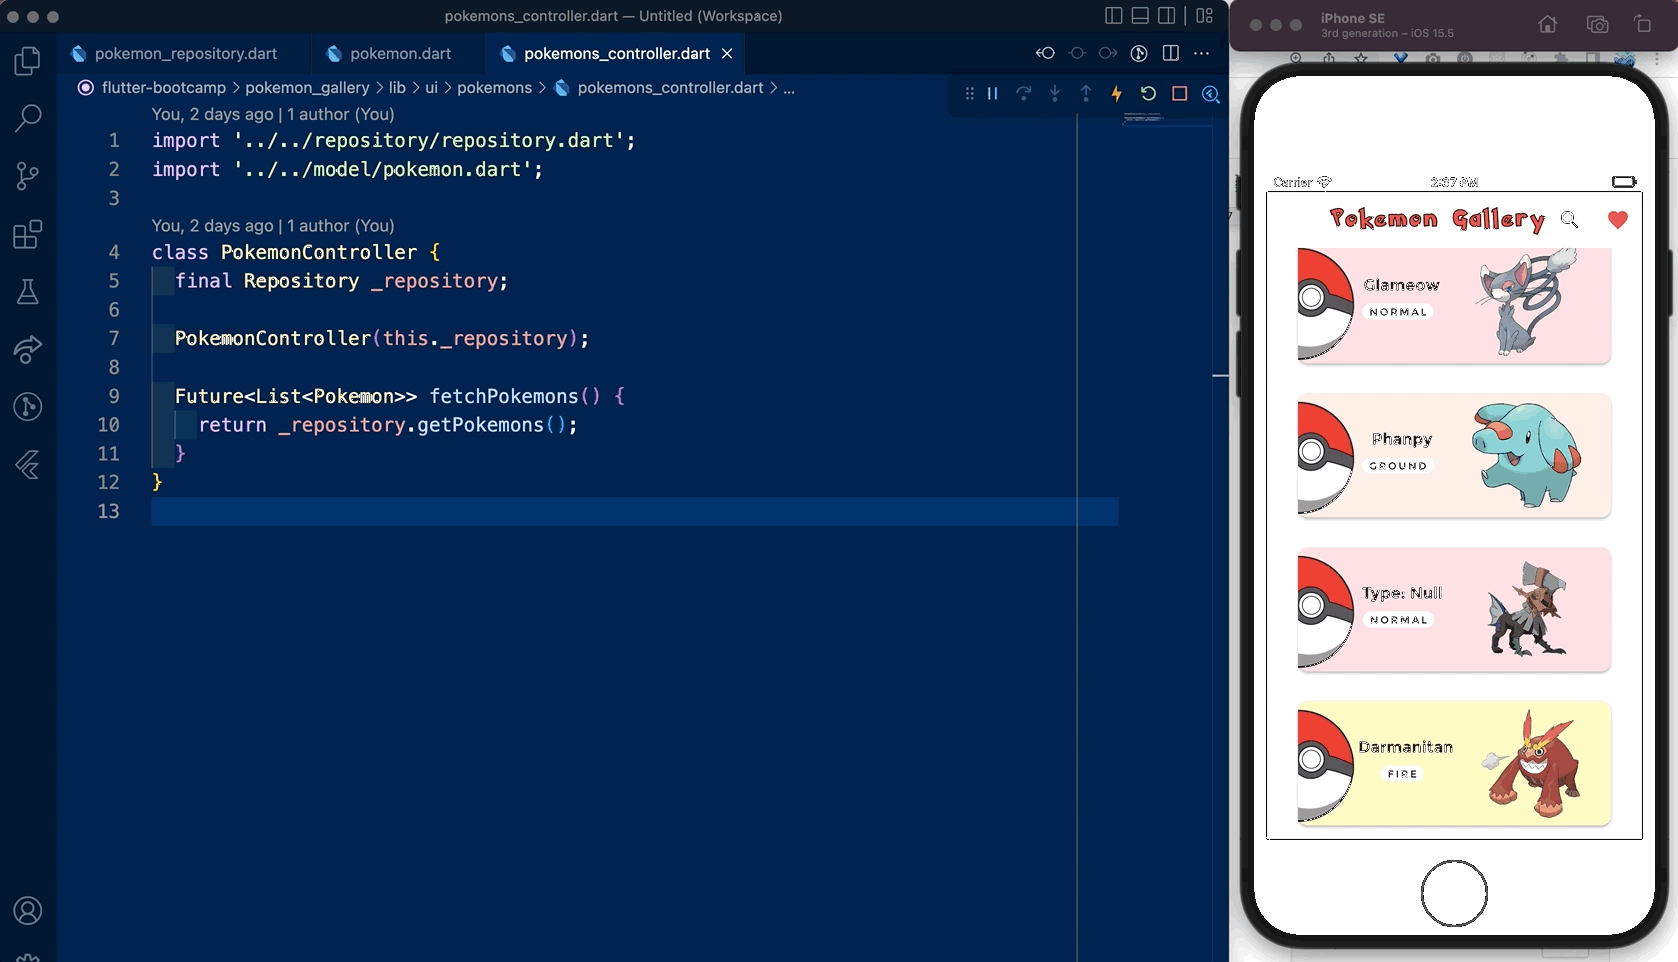 pokemons_controller.dart — Untitled (Workspace)
pokemon_repository.dart
pokemon.dart
pokemons_controller.dart
flutter-bootcamp > pokemon_gallery > lib > ui > pokemons > pokemons_controller.dart > ...
You, 2 days ago | 1 author (You)
1 import '../../repository/repository.dart';
2 import '../../model/pokemon.dart';
3
You, 2 days ago | 1 author (You)
4 class PokemonController {
5 final Repository _repository;
6
7 PokemonController(this._repository);
8
9 Future<List<Pokemon>> fetchPokemons() {
10 return _repository.getPokemons();
11 }
12 }
13
iPhone SE
3rd generation – iOS 15.5
Carrier 2:37 PM
Pokemon Gallery
Glameow
NORMAL
Phanpy
GROUND
Type: Null
NORMAL
Darmanitan
FIRE